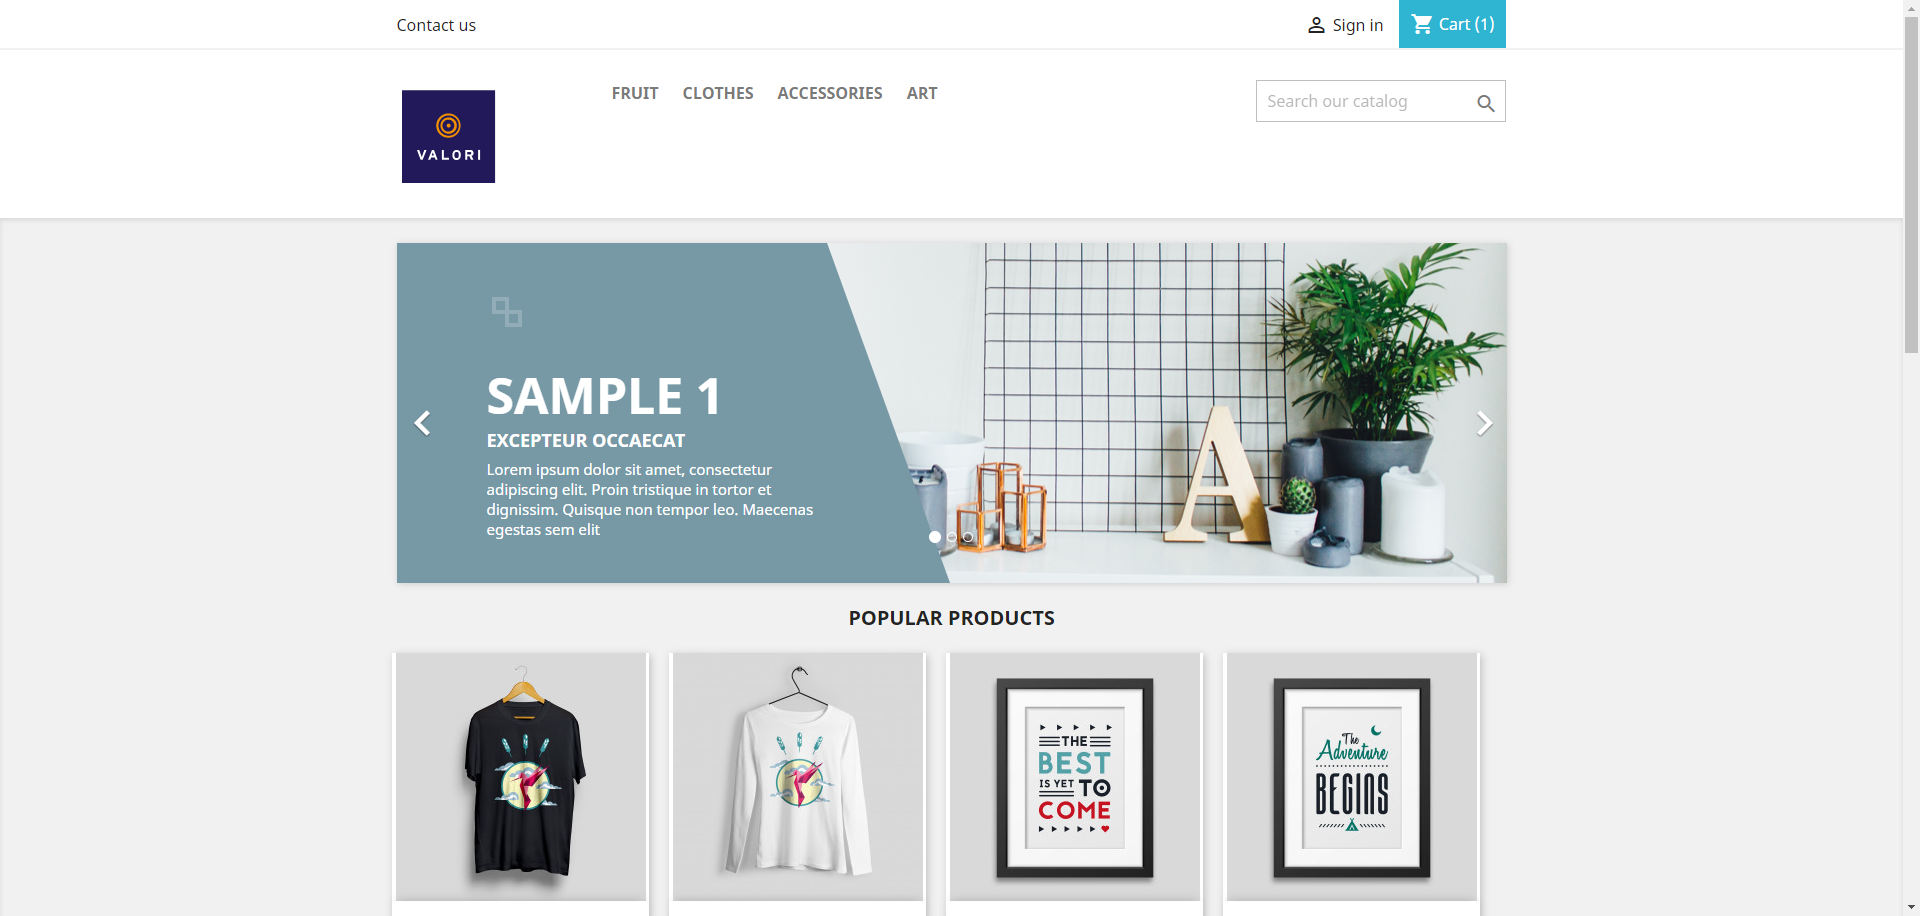 Contact us
Sign in
Cart (1)
VALORI
FRUIT
CLOTHES
ACCESSORIES
ART
Search our catalog
SAMPLE 1
EXCEPTEUR OCCAECAT
Lorem ipsum dolor sit amet, consectetur
adipiscing elit. Proin tristique in tortor et
dignissim. Quisque non tempor leo. Maecenas
egestas sem elit
A
POPULAR PRODUCTS
THE
BEST
IS YET TO
COME
The
Adventure
BEGINS